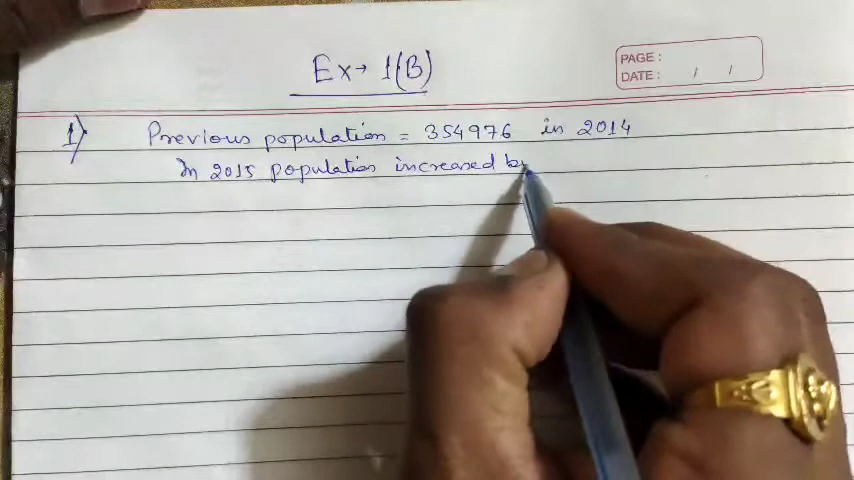 Ex→ 1(B)
PAGE:
DATE: / /
1) Previous population = 354976 in 2014
In 2015 population increased by